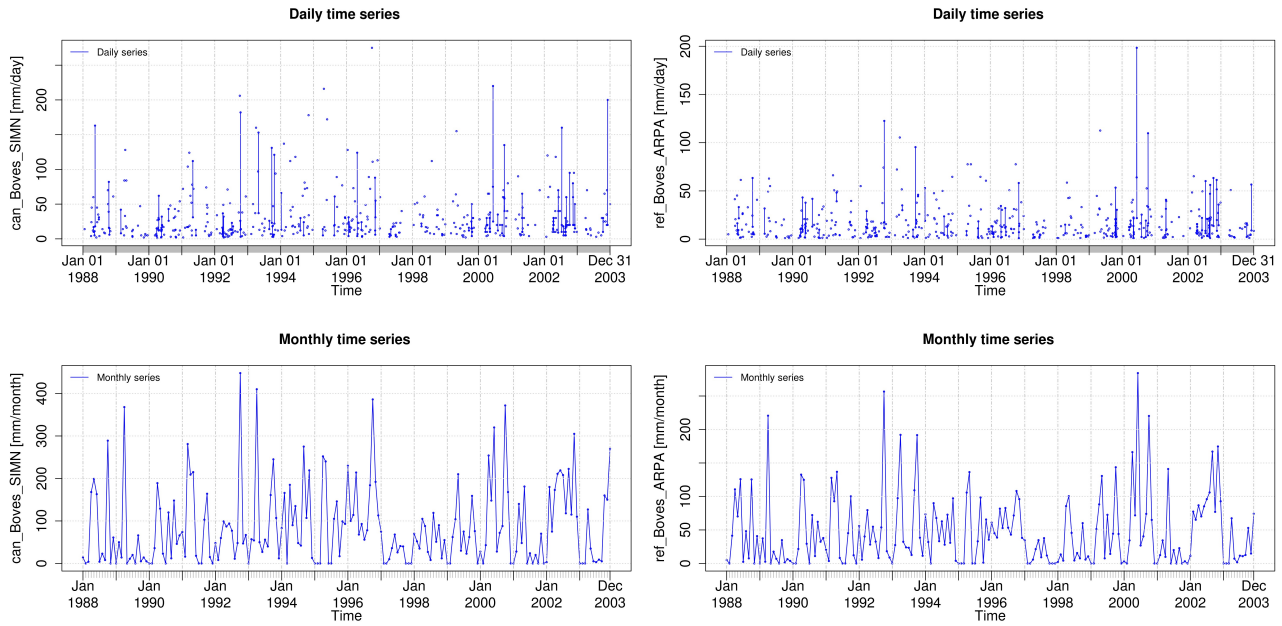 Daily time series
can_Boves_SIMN [mm/day]
0 50 100 200
Daily series
Jan 01 Jan 01 Jan 01 Jan 01 Jan 01 Jan 01 Jan 01 Jan 01 Dec 31
1988 1990 1992 1994 1996 1998 2000 2002 2003
Time
Daily time series
ref_Boves_ARPA [mm/day]
0 50 100 150 200
Daily series
Jan 01 Jan 01 Jan 01 Jan 01 Jan 01 Jan 01 Jan 01 Jan 01 Dec 31
1988 1990 1992 1994 1996 1998 2000 2002 2003
Time
Monthly time series
can_Boves_SIMN [mm/month]
0 100 200 300 400
Monthly series
Jan Jan Jan Jan Jan Jan Jan Jan Dec
1988 1990 1992 1994 1996 1998 2000 2002 2003
Time
Monthly time series
ref_Boves_ARPA [mm/month]
0 50 100 200
Monthly series
Jan Jan Jan Jan Jan Jan Jan Jan Dec
1988 1990 1992 1994 1996 1998 2000 2002 2003
Time